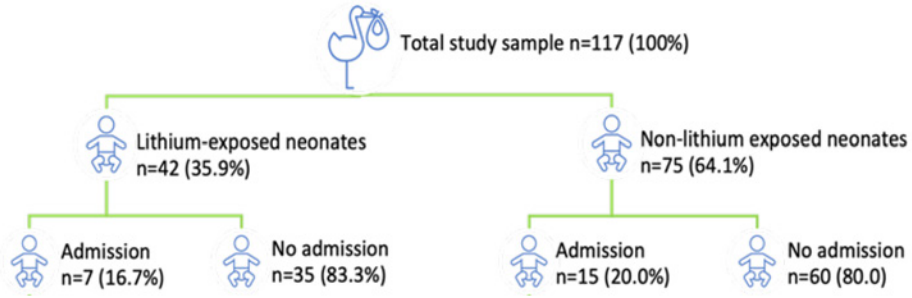 Total study sample n=117 (100%)
Lithium-exposed neonates
n=42 (35.9%)
Non-lithium exposed neonates
n=75 (64.1%)
Admission
n=7 (16.7%)
No admission
n=35 (83.3%)
Admission
n=15 (20.0%)
No admission
n=60 (80.0)